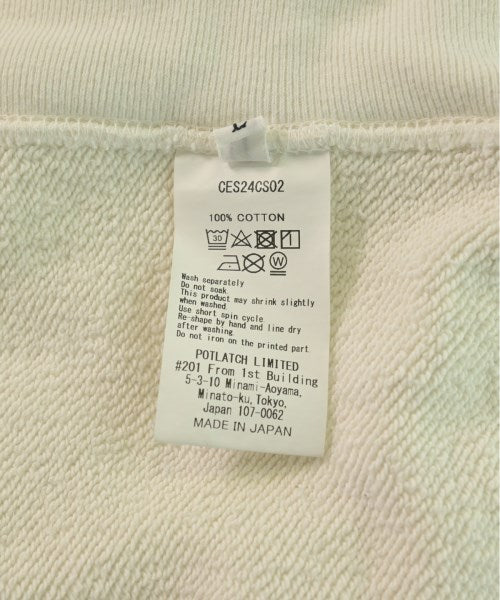 CES24CS02
100% COTTON
30
W
Wash separately
Do not soak.
This product may shrink slightly
when washed.
Use short spin cycle.
Re-shape by hand and line dry
after washing.
Do not iron on the printed part
POTLATCH LIMITED
#201 From 1st Building
5-3-10 Minami-Aoyama,
Minato-ku, Tokyo,
Japan 107-0062
MADE IN JAPAN